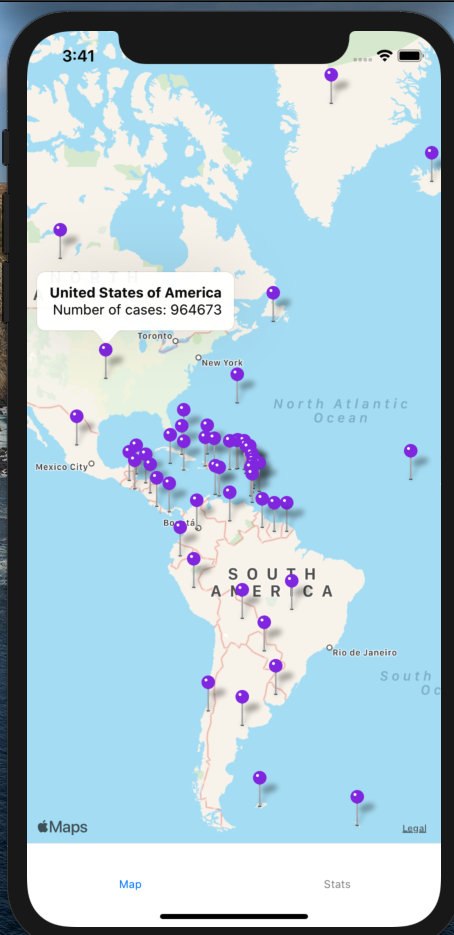 3:41
N O R T H
A
United States of America
Number of cases: 964673
Toronto
New York
North Atlantic
Ocean
Mexico City
Bogotá
SOUTH
AMERICA
Rio de Janeiro
South
Oc
Maps
Legal
Map
Stats